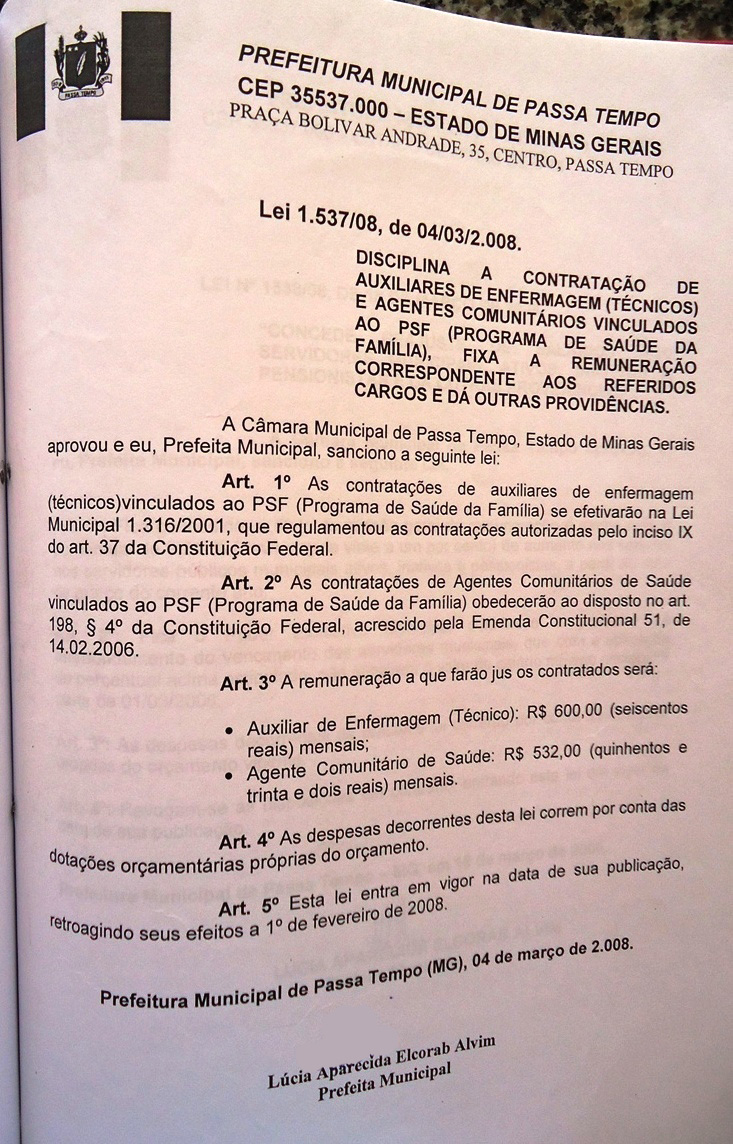 PASSA TEMPO
PREFEITURA MUNICIPAL DE PASSA TEMPO
CEP 35537.000 – ESTADO DE MINAS GERAIS
PRAÇA BOLIVAR ANDRADE, 35, CENTRO, PASSA TEMPO
Lei 1.537/08, de 04/03/2.008.
DISCIPLINA A CONTRATAÇÃO DE
AUXILIARES DE ENFERMAGEM (TÉCNICOS)
E AGENTES COMUNITÁRIOS VINCULADOS
AO PSF (PROGRAMA DE SAÚDE DA
FAMÍLIA), FIXA A REMUNERAÇÃO
CORRESPONDENTE AOS REFERIDOS
CARGOS E DÁ OUTRAS PROVIDÊNCIAS.
A Câmara Municipal de Passa Tempo, Estado de Minas Gerais
aprovou e eu, Prefeita Municipal, sanciono a seguinte lei:
Art. 1º As contratações de auxiliares de enfermagem
(técnicos)vinculados ao PSF (Programa de Saúde da Família) se efetivarão na Lei
Municipal 1.316/2001, que regulamentou as contratações autorizadas pelo inciso IX
do art. 37 da Constituição Federal.
Art. 2º As contratações de Agentes Comunitários de Saúde
vinculados ao PSF (Programa de Saúde da Família) obedecerão ao disposto no art.
198, § 4º da Constituição Federal, acrescido pela Emenda Constitucional 51, de
14.02.2006.
Art. 3º A remuneração a que farão jus os contratados será:
• Auxiliar de Enfermagem (Técnico): R$ 600,00 (seiscentos
reais) mensais;
• Agente Comunitário de Saúde: R$ 532,00 (quinhentos e
trinta e dois reais) mensais.
Art. 4º As despesas decorrentes desta lei correm por conta das
dotações orçamentárias próprias do orçamento.
Art. 5º Esta lei entra em vigor na data de sua publicação,
retroagindo seus efeitos a 1º de fevereiro de 2008.
Prefeitura Municipal de Passa Tempo (MG), 04 de março de 2.008.
Lúcia Aparecida Elcorab Alvim
Prefeita Municipal